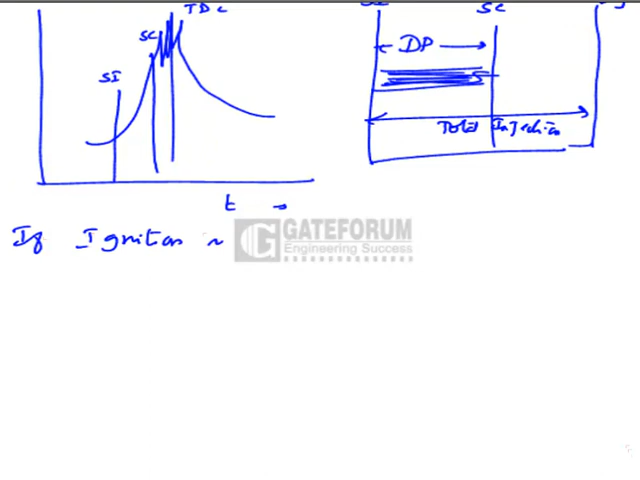 TDC
SC
SC
DP
SI
S
Total Injection
t
If Ignition
GATEFORUM
Engineering Success